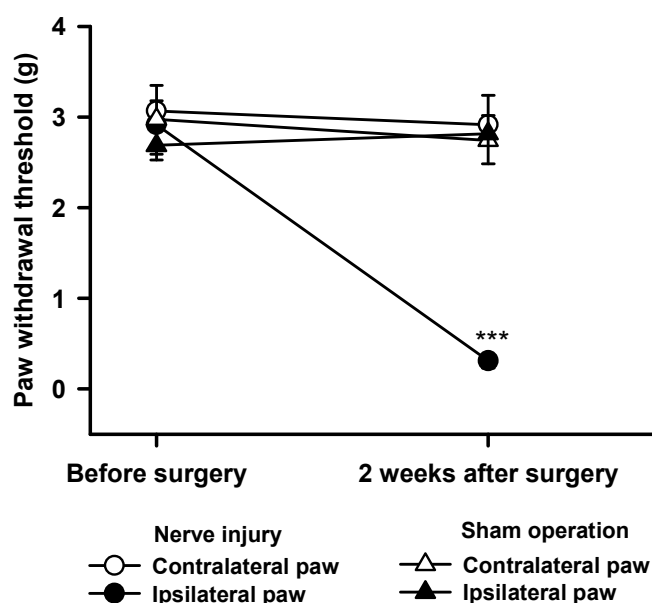 Paw withdrawal threshold (g)
4
3
2
1
0
***
Before surgery
2 weeks after surgery
Nerve injury
Contralateral paw
Ipsilateral paw
Sham operation
Contralateral paw
Ipsilateral paw